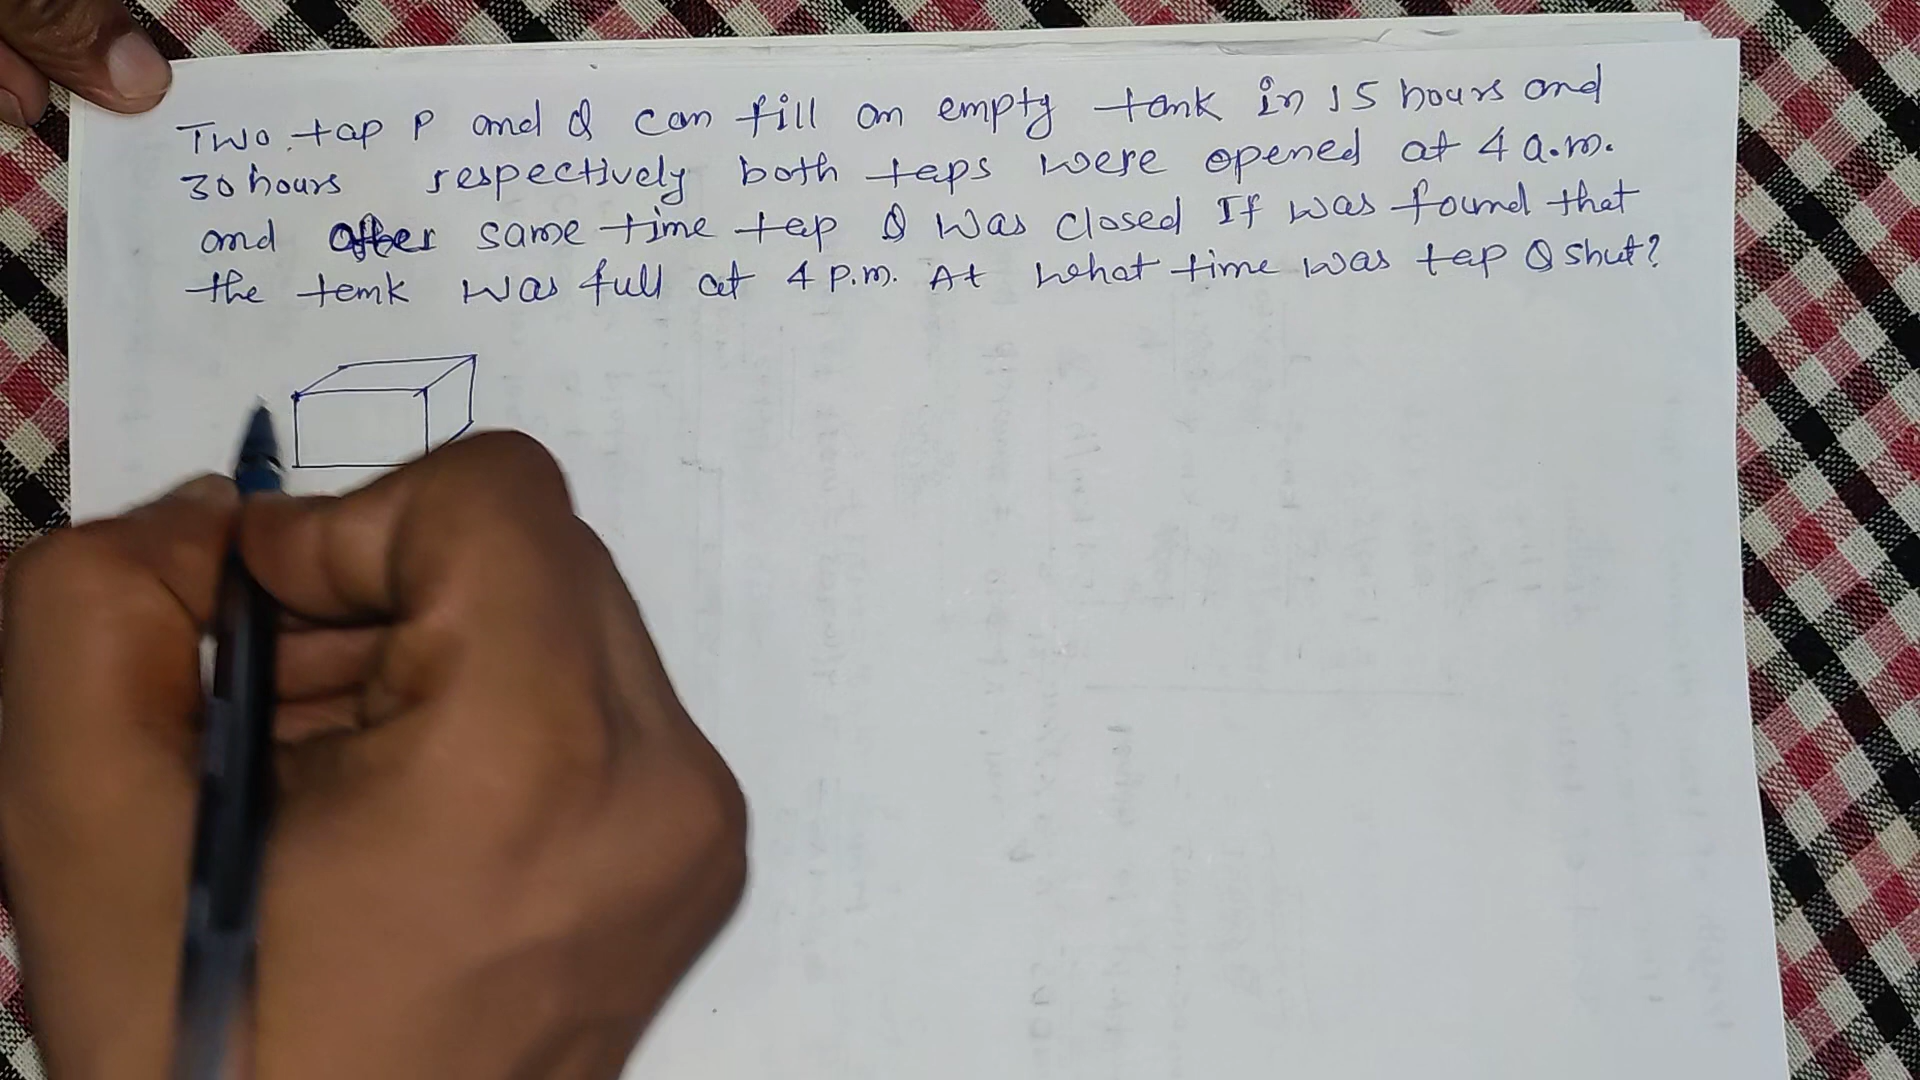 Two tap P and Q can fill an empty tank in 15 hours and
30 hours respectively both taps were opened at 4 a.m.
and after same time tap Q was closed If was found that
the tank was full at 4 p.m. At what time was tap Q shut?